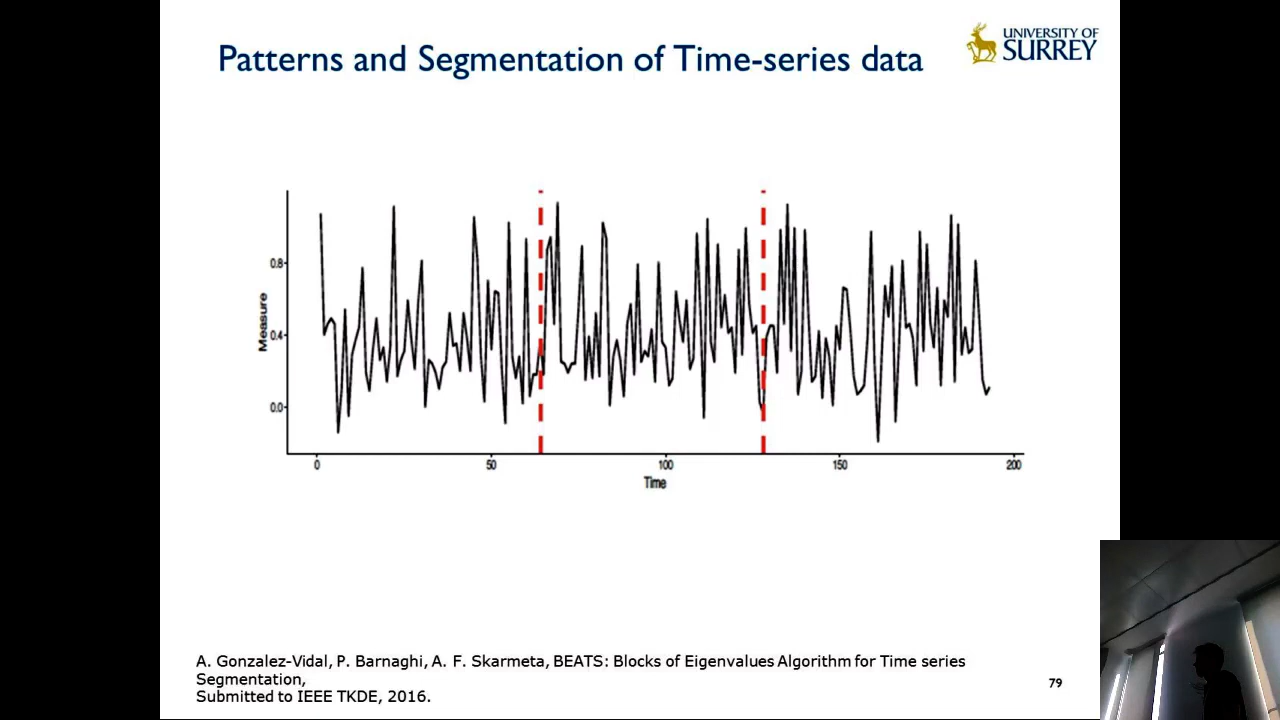 Patterns and Segmentation of Time-series data
UNIVERSITY OF
SURREY
Measure
0.8
0.4
0.0
0
50
100
150
200
Time
A. Gonzalez-Vidal, P. Barnaghi, A. F. Skarmeta, BEATS: Blocks of Eigenvalues Algorithm for Time series
Segmentation,
Submitted to IEEE TKDE, 2016.
79